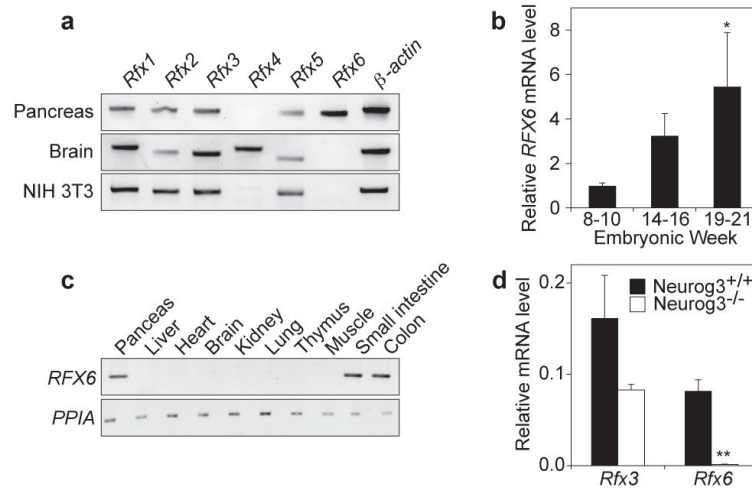 a
Rfx1 Rfx2 Rfx3 Rfx4 Rfx5 Rfx6 β-actin
Pancreas
Brain
NIH 3T3
b
Relative RFX6 mRNA level
8
6
4
2
0
*
8-10 14-16 19-21
Embryonic Week
c
Panceas Liver Heart Brain Kidney Lung Thymus Muscle Small intestine Colon
RFX6
PPIA
d
Relative mRNA level
0.2
0.1
0.0
Neurog3+/+
Neurog3-/-
**
Rfx3 Rfx6